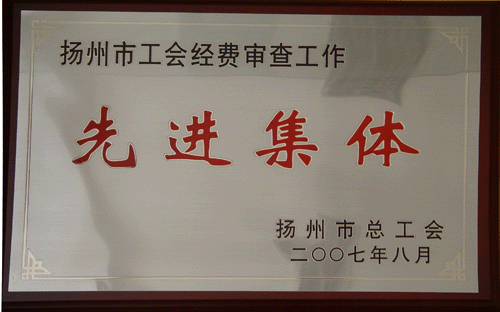 扬州市工会经费审查工作
先进集体
扬州市总工会
二〇〇七年八月